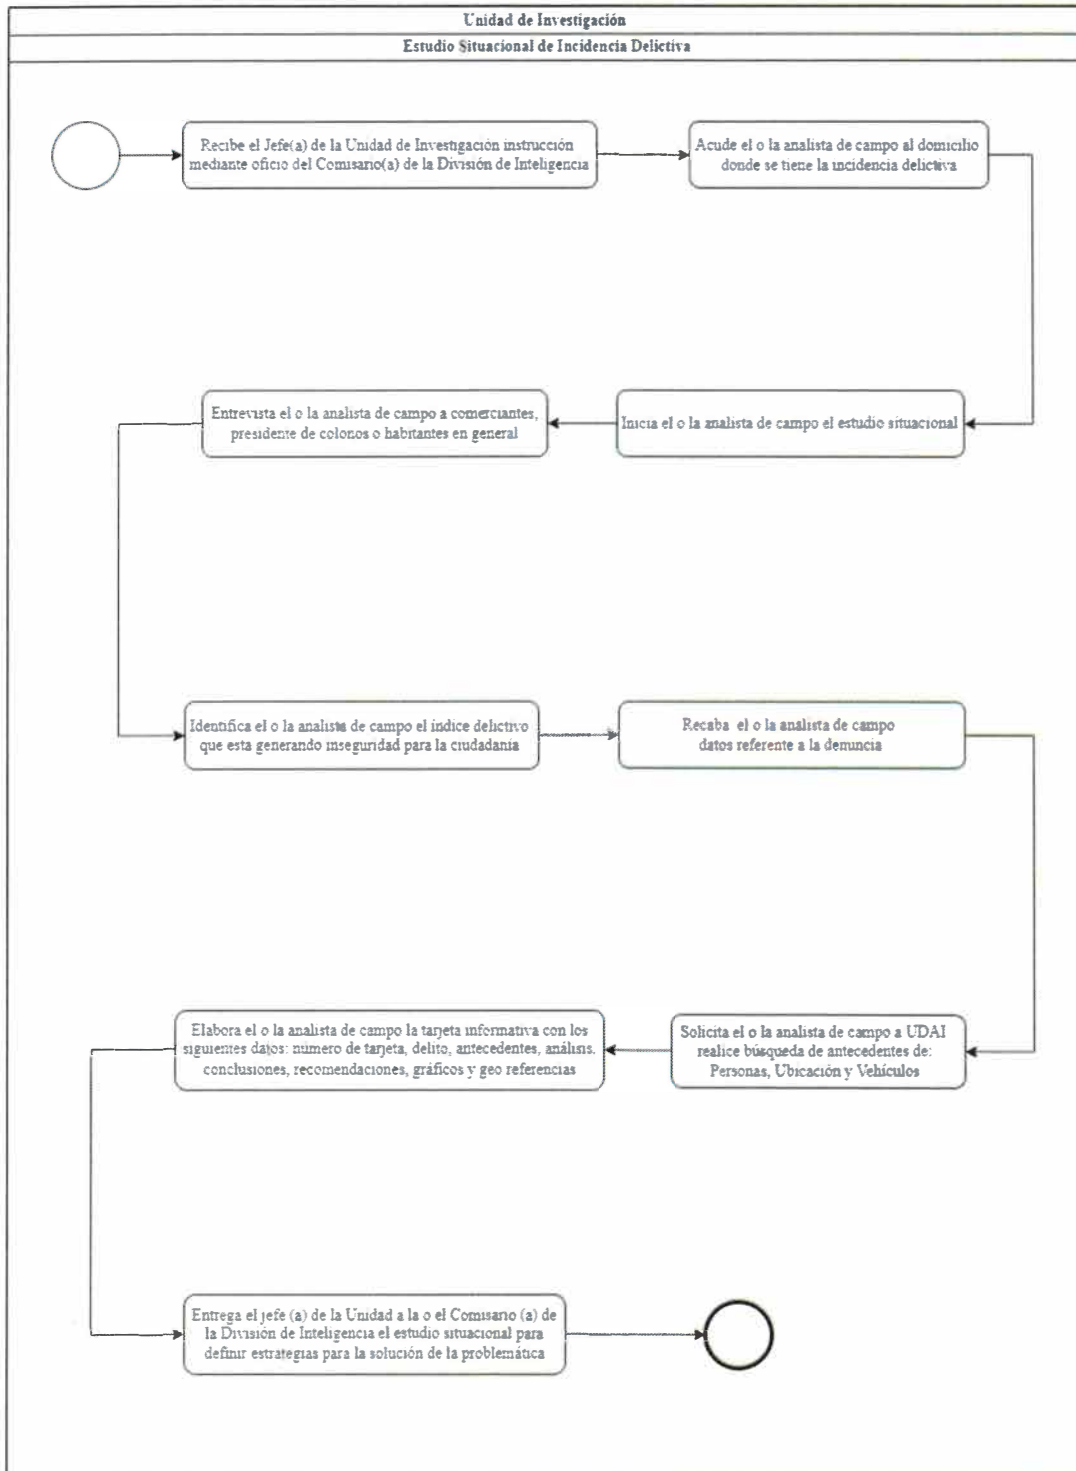 Unidad de Investigación
Estudio Situacional de Incidencia Delictiva
Recibe el Jefe(a) de la Unidad de Investigación instrucción
mediante oficio del Comisario(a) de la División de Inteligencia
Acude el o la analista de campo al domicilio
donde se tiene la incidencia delictiva
Inicia el o la analista de campo el estudio situacional
Entrevista el o la analista de campo a comerciantes,
presidente de colonos o habitantes en general
Identifica el o la analista de campo el índice delictivo
que esta generando inseguridad para la ciudadanía
Recaba el o la analista de campo
datos referente a la denuncia
Solicita el o la analista de campo a UDAI
realice búsqueda de antecedentes de:
Personas, Ubicación y Vehículos
Elabora el o la analista de campo la tarjeta informativa con los
siguientes datos: número de tarjeta, delito, antecedentes, análisis.
conclusiones, recomendaciones, gráficos y geo referencias
Entrega el jefe (a) de la Unidad a la o el Comisario (a) de
la División de Inteligencia el estudio situacional para
definir estrategias para la solución de la problemática